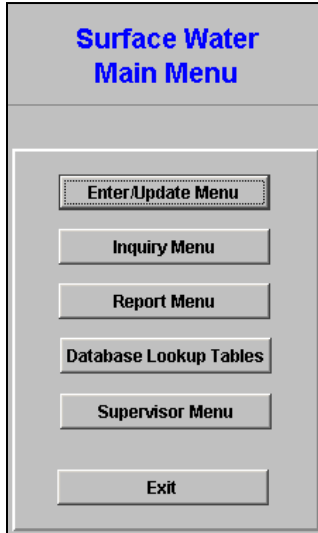 Surface Water
Main Menu
Enter/Update Menu
Inquiry Menu
Report Menu
Database Lookup Tables
Supervisor Menu
Exit